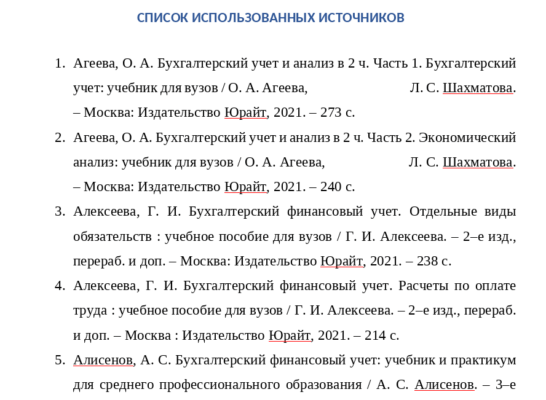 СПИСОК ИСПОЛЬЗОВАННЫХ ИСТОЧНИКОВ
1. Агеева, О. А. Бухгалтерский учет и анализ в 2 ч. Часть 1. Бухгалтерский
учет: учебник для вузов / О. А. Агеева, Л. С. Шахматова.
– Москва: Издательство Юрайт, 2021. – 273 с.
2. Агеева, О. А. Бухгалтерский учет и анализ в 2 ч. Часть 2. Экономический
анализ: учебник для вузов / О. А. Агеева, Л. С. Шахматова.
– Москва: Издательство Юрайт, 2021. – 240 с.
3. Алексеева, Г. И. Бухгалтерский финансовый учет. Отдельные виды
обязательств : учебное пособие для вузов / Г. И. Алексеева. – 2–е изд.,
перераб. и доп. – Москва: Издательство Юрайт, 2021. – 238 с.
4. Алексеева, Г. И. Бухгалтерский финансовый учет. Расчеты по оплате
труда : учебное пособие для вузов / Г. И. Алексеева. – 2–е изд., перераб.
и доп. – Москва : Издательство Юрайт, 2021. – 214 с.
5. Алисенов, А. С. Бухгалтерский финансовый учет: учебник и практикум
для среднего профессионального образования / А. С. Алисенов. – 3–е